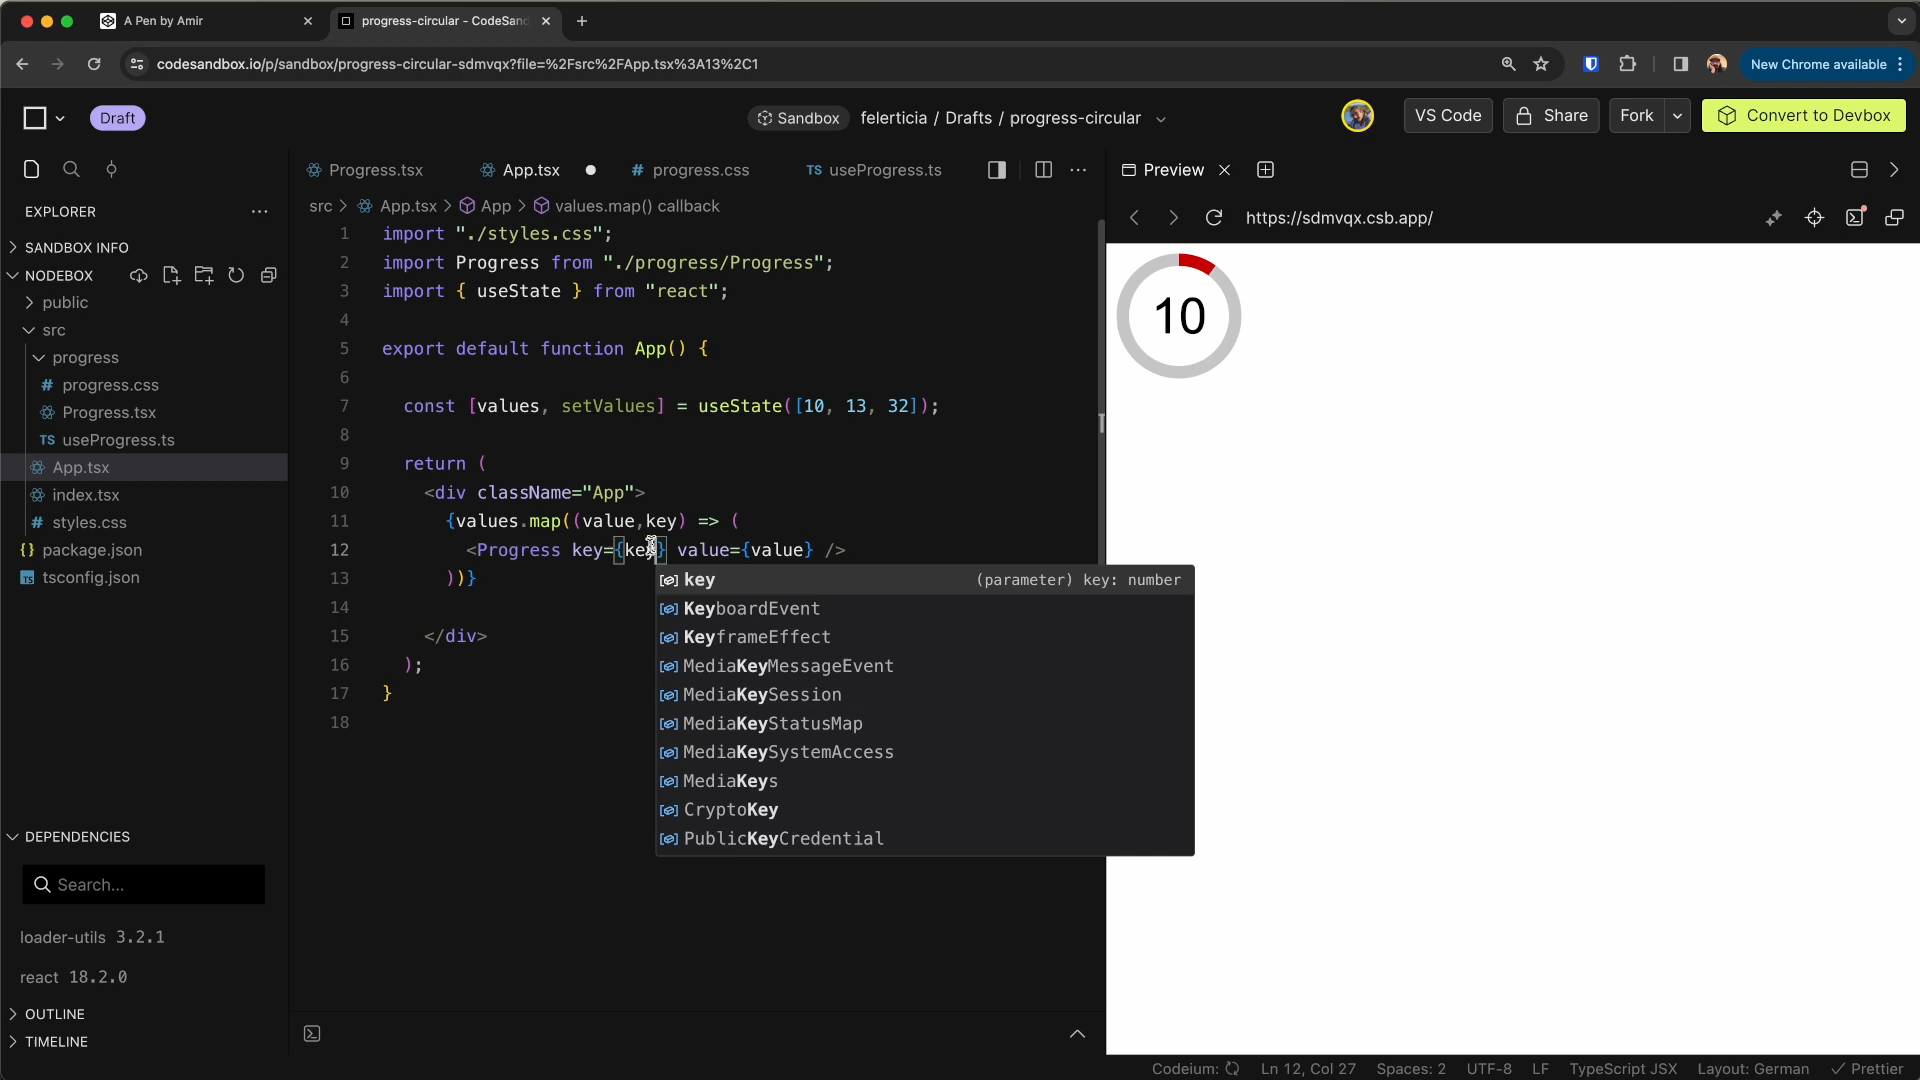 A Pen by Amir
progress-circular - CodeSand
codesandbox.io/p/sandbox/progress-circular-sdmvqx?file=%2Fsrc%2FApp.tsx%3A13%2C1
New Chrome available
Draft
Sandbox felerticia / Drafts / progress-circular
VS Code
Share
Fork
Convert to Devbox
Progress.tsx
App.tsx
# progress.css
TS useProgress.ts
Preview
EXPLORER
src > App.tsx > App > values.map() callback
https://sdmvqx.csb.app/
SANDBOX INFO
NODEBOX
public
src
progress
# progress.css
Progress.tsx
TS useProgress.ts
App.tsx
index.tsx
# styles.css
{} package.json
TS tsconfig.json
1 import "./styles.css";
2 import Progress from "./progress/Progress";
3 import { useState } from "react";
4
5 export default function App() {
6
7 const [values, setValues] = useState([10, 13, 32]);
8
9 return (
10 <div className="App">
11 {values.map((value,key) => (
12 <Progress key={key} value={value} />
13 ))}
14
15 </div>
16 );
17 }
18
key (parameter) key: number
KeyboardEvent
KeyframeEffect
MediaKeyMessageEvent
MediaKeySession
MediaKeyStatusMap
MediaKeySystemAccess
MediaKeys
CryptoKey
PublicKeyCredential
10
DEPENDENCIES
Search...
loader-utils 3.2.1
react 18.2.0
OUTLINE
TIMELINE
Codeium:
Ln 12, Col 27
Spaces: 2
UTF-8
LF
TypeScript JSX
Layout: German
Prettier